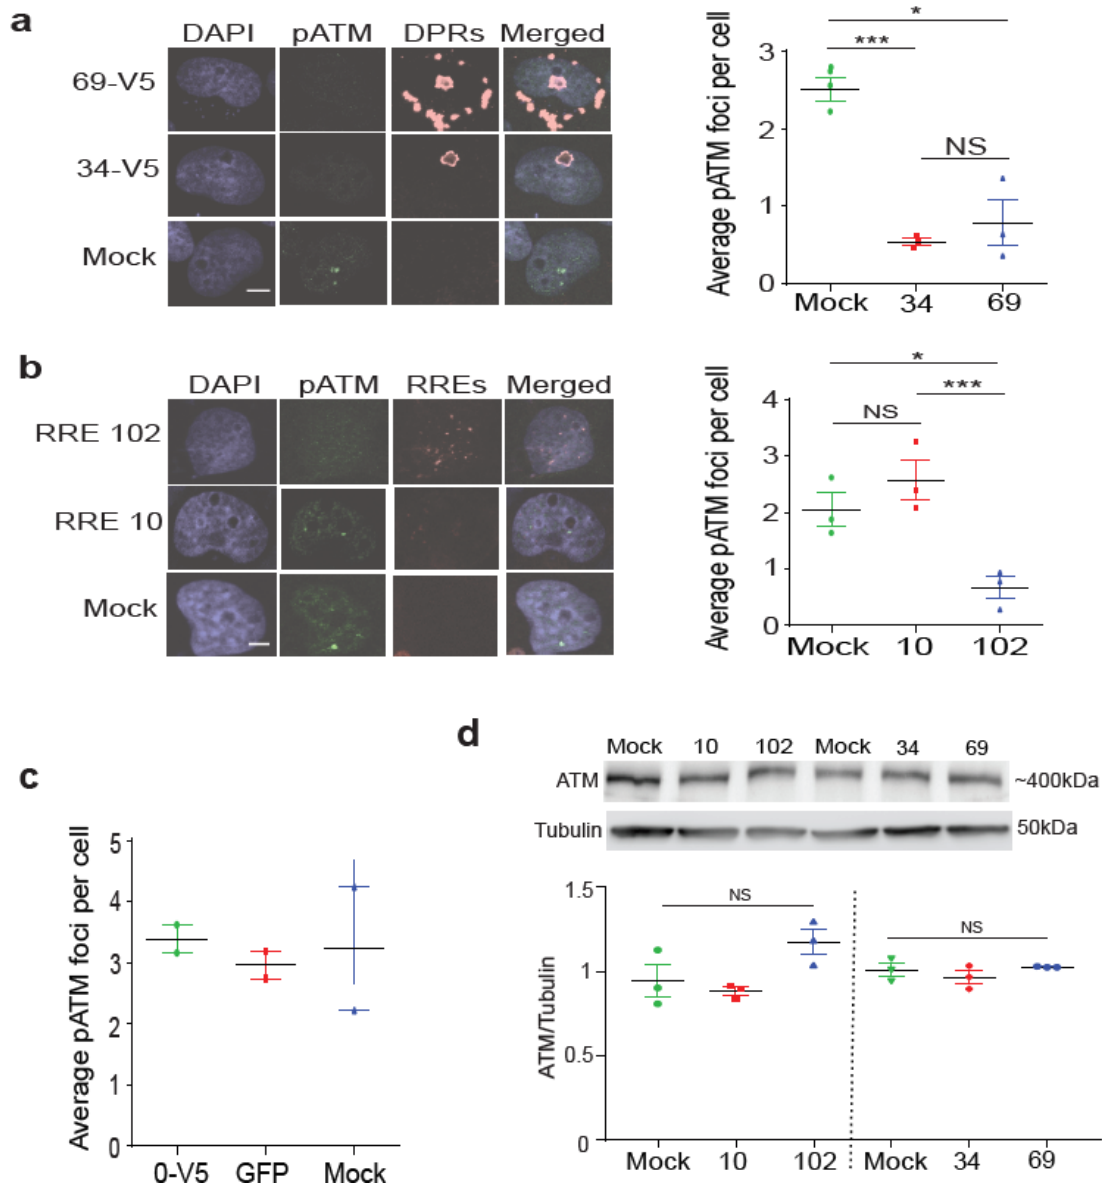 a
DAPI pATM DPRs Merged
69-V5
34-V5
Mock
Average pATM foci per cell
3
2
1
0
*
***
NS
Mock 34 69
b
DAPI pATM RREs Merged
RRE 102
RRE 10
Mock
Average pATM foci per cell
4
3
2
1
0
*
NS ***
Mock 10 102
c
Average pATM foci per cell
5
4
3
2
1
0
0-V5 GFP Mock
d
Mock 10 102 Mock 34 69
ATM ~400kDa
Tubulin 50kDa
ATM/Tubulin
1.5
1
0.5
0
NS NS
Mock 10 102 Mock 34 69